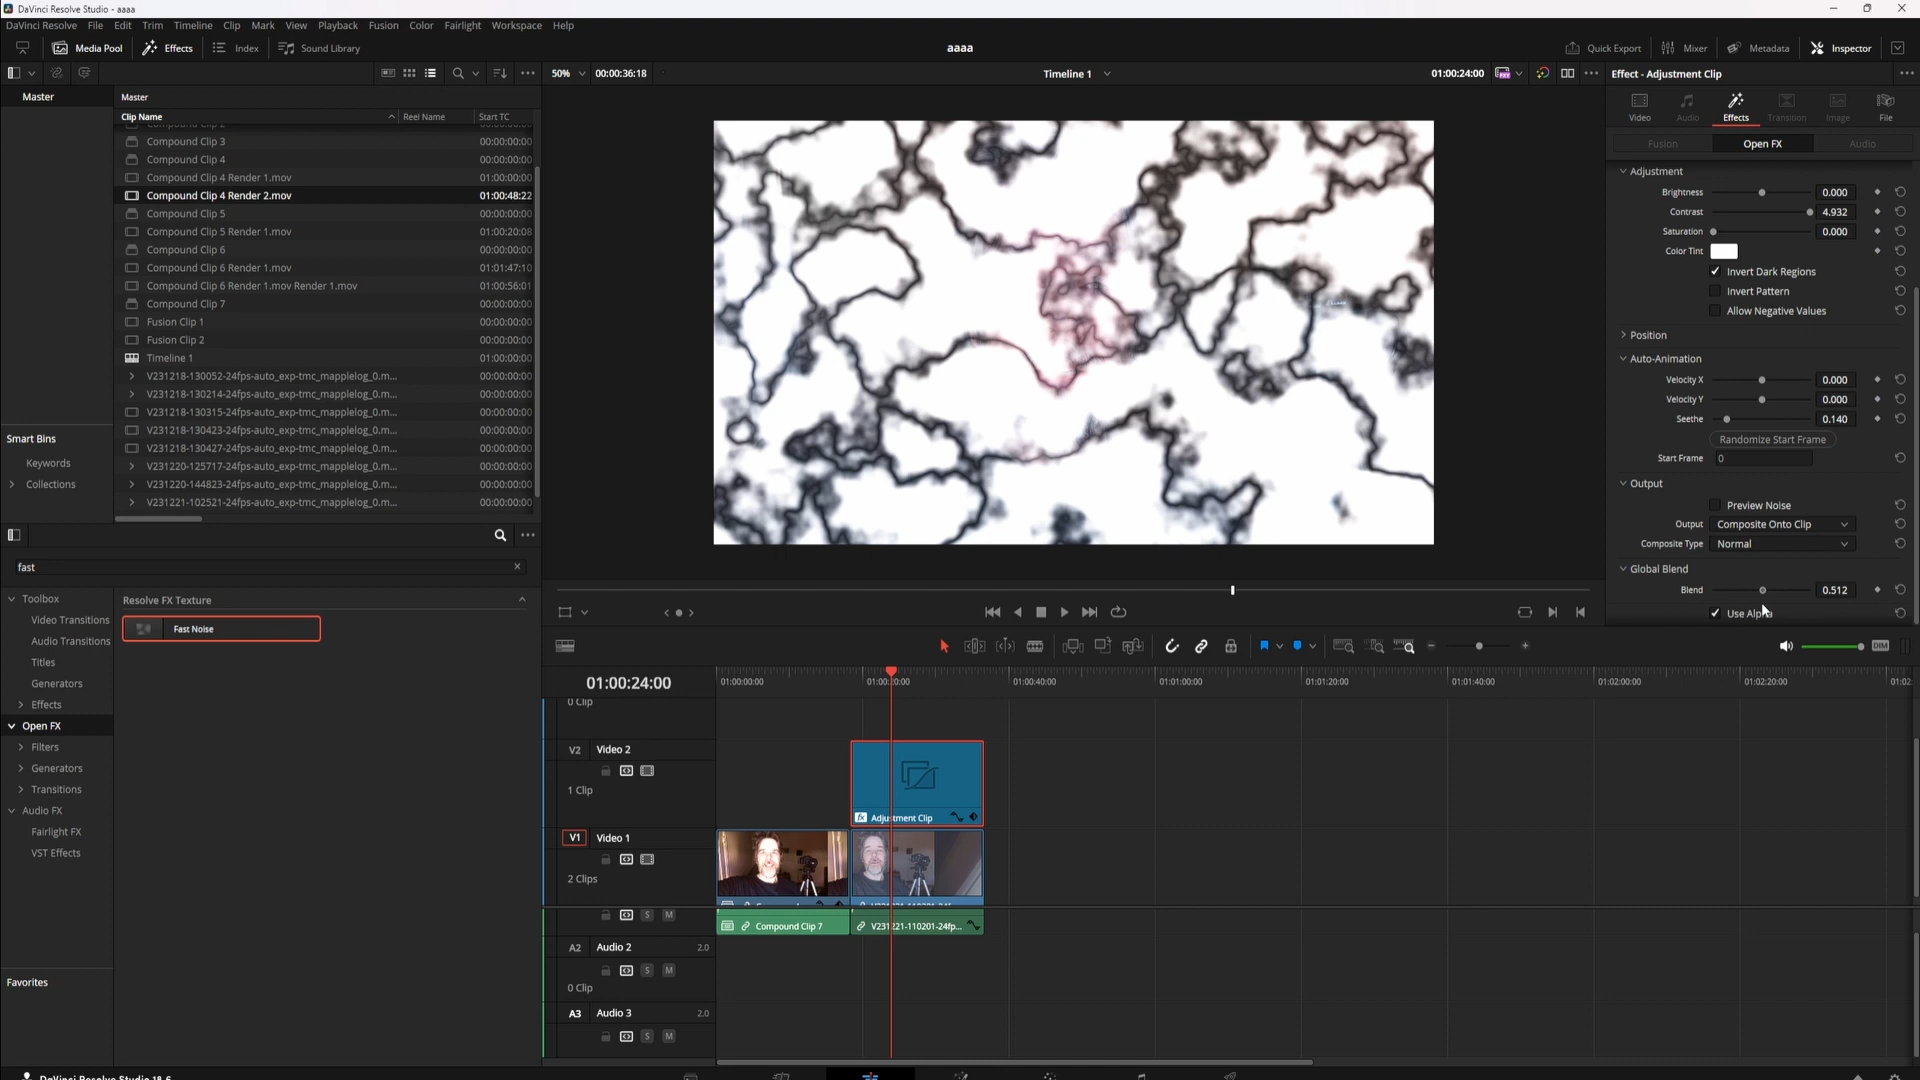 DaVinci Resolve Studio - aaaa
DaVinci Resolve File Edit Trim Timeline Clip Mark View Playback Fusion Color Fairlight Workspace Help
Media Pool Effects Index Sound Library aaaa Quick Export Mixer Metadata Inspector
50% 00:00:36:18 Timeline 1 01:00:24:00 Effect - Adjustment Clip
Master Master
Clip Name Reel Name Start TC
Compound Clip 3 00:00:00:00
Compound Clip 4 00:00:00:00
Compound Clip 4 Render 1.mov 01:00:00:00
Compound Clip 4 Render 2.mov 01:00:48:22
Compound Clip 5 00:00:00:00
Compound Clip 5 Render 1.mov 01:00:20:08
Compound Clip 6 00:00:00:00
Compound Clip 6 Render 1.mov 01:01:47:10
Compound Clip 6 Render 1.mov Render 1.mov 01:00:56:01
Compound Clip 7 00:00:00:00
Fusion Clip 1 00:00:00:00
Fusion Clip 2 00:00:00:00
Timeline 1 01:00:00:00
V231218-130052-24fps-auto_exp-tmc_mapplelog_0.m... 00:00:00:00
V231218-130214-24fps-auto_exp-tmc_mapplelog_0.m... 00:00:00:00
V231218-130315-24fps-auto_exp-tmc_mapplelog_0.m... 00:00:00:00
V231218-130423-24fps-auto_exp-tmc_mapplelog_0.m... 00:00:00:00
V231218-130427-24fps-auto_exp-tmc_mapplelog_0.m... 00:00:00:00
V231220-125717-24fps-auto_exp-tmc_mapplelog_0.m... 00:00:00:00
V231220-144823-24fps-auto_exp-tmc_mapplelog_0.m... 00:00:00:00
V231221-102521-24fps-auto_exp-tmc_mapplelog_0.m... 00:00:00:00
Smart Bins
Keywords
Collections
fast
Toolbox
Video Transitions
Audio Transitions
Titles
Generators
Effects
Open FX
Filters
Generators
Transitions
Audio FX
Fairlight FX
VST Effects
Favorites
Resolve FX Texture
Fast Noise
Video Audio Effects Transition Image File
Fusion Open FX Audio
Adjustment
Brightness 0.000
Contrast 4.932
Saturation 0.000
Color Tint
Invert Dark Regions
Invert Pattern
Allow Negative Values
Position
Auto-Animation
Velocity X 0.000
Velocity Y 0.000
Seethe 0.140
Randomize Start Frame
Start Frame 0
Output
Preview Noise
Output Composite Onto Clip
Composite Type Normal
Global Blend
Blend 0.512
Use Alpha
DIM
01:00:24:00 01:00:00:00 01:00:20:00 01:00:40:00 01:01:00:00 01:01:20:00 01:01:40:00 01:02:00:00 01:02:20:00 01:02
0 Clip
V2 Video 2
1 Clip
fx Adjustment Clip
V1 Video 1
2 Clips
S M
Compound Clip 7 V231221-110201-24fp...
A2 Audio 2 2.0
S M
0 Clip
A3 Audio 3 2.0
S M
DaVinci Resolve Studio 18.6